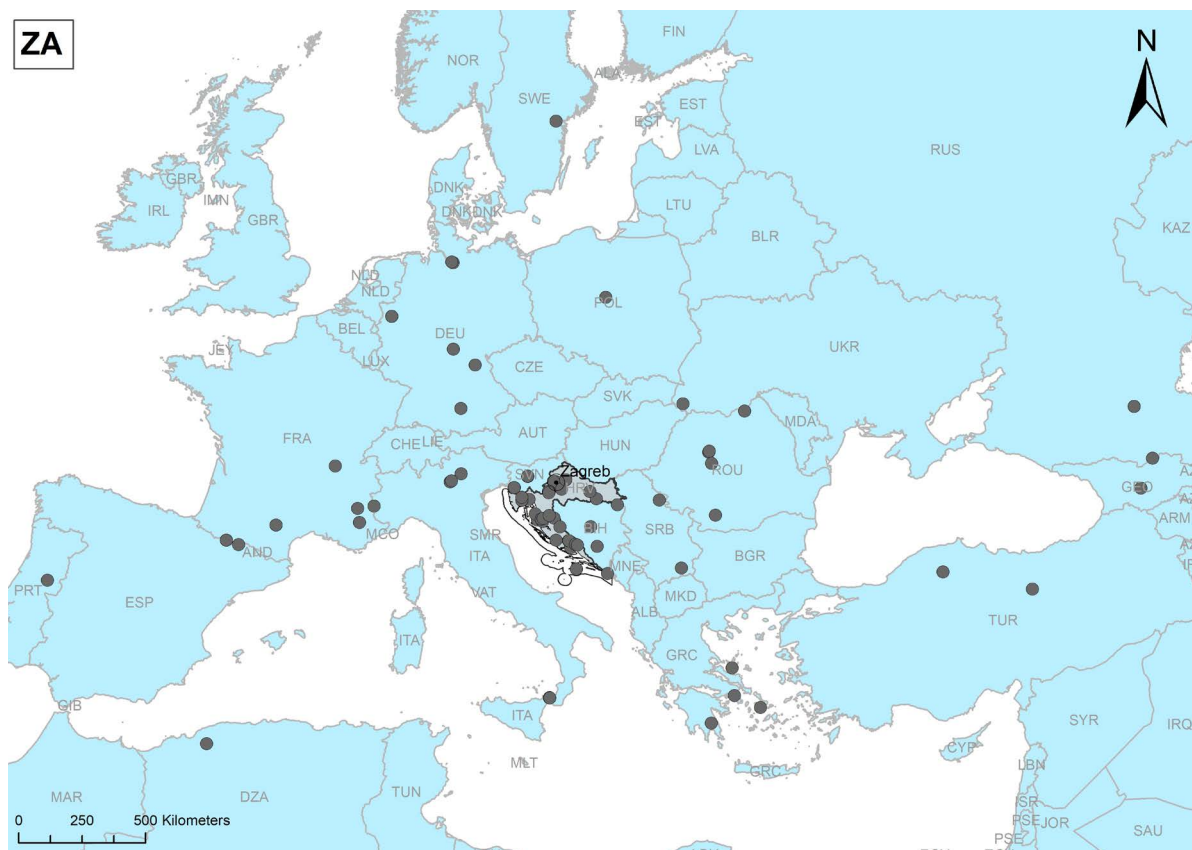 ZA
N
FIN
NOR
ALA
SWE
EST
EST
RUS
LVA
GBR
DNK
IMN
LTU
IRL
DNK
DNK
GBR
BLR
KAZ
NLD
NLD
POL
BEL
DEU
JEY
UKR
LUX
CZE
SVK
MDA
AUT
FRA
CHE
LIE
HUN
SVN
Zagreb
ROU
HRV
GEO
ARM
BIH
SRB
MCO
SMR
AND
ITA
BGR
MNE
PRT
VAT
MKD
ESP
ALB
TUR
ITA
GRC
GIB
ITA
SYR
IRQ
CYP
MLT
LBN
GRC
MAR
DZA
TUN
ISR
PSE
JOR
SAU
PSE
0 250 500 Kilometers